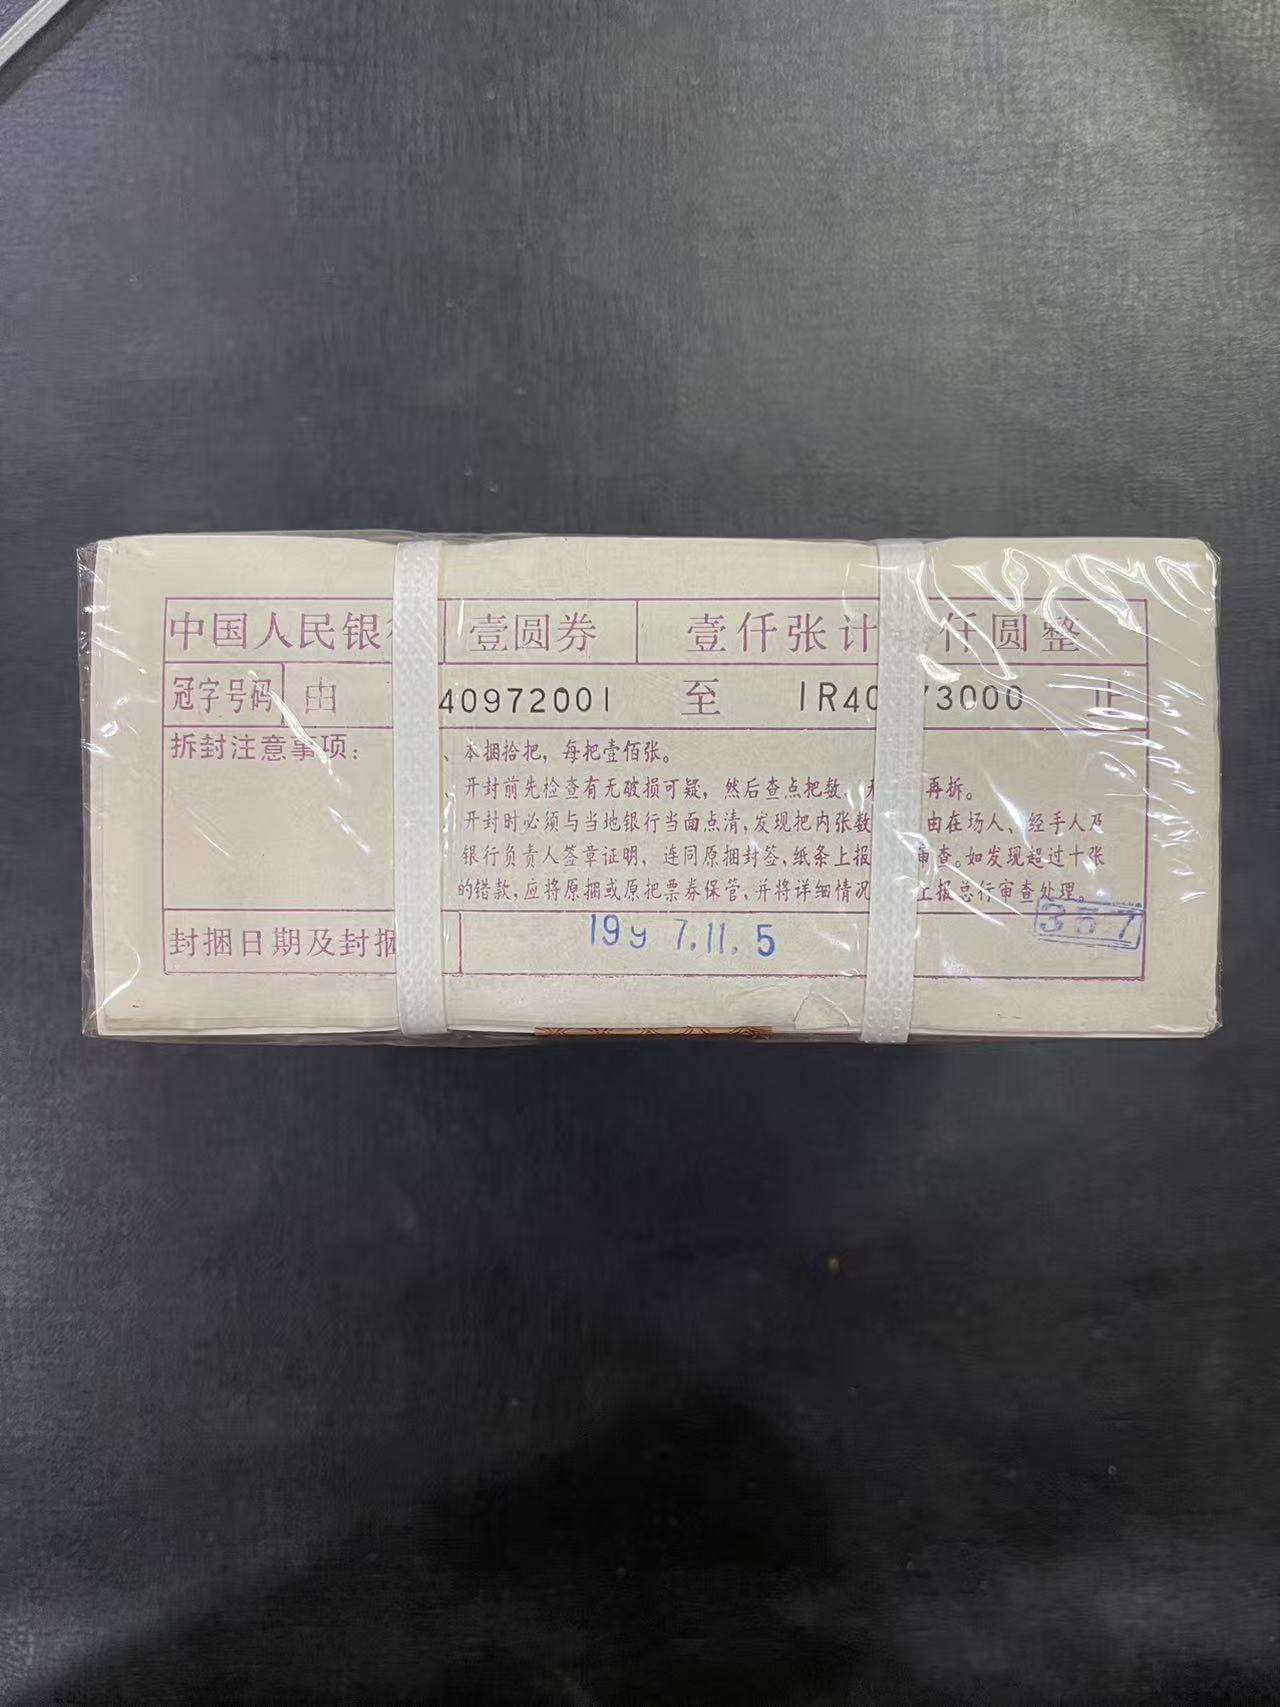 中国人民银 壹圆券 壹仟张计 仟圆整
冠字号码 由 40972001 至 1R40 73000 止
拆封注意事项： 、本捆拾把，每把壹佰张。
、开封前先检查有无破损可疑，然后查点把数、 再拆。
开封时必须与当地银行当面点清，发现把内张数 由在场人、经手人及
银行负责人签章证明，连同原捆封签，纸条上报 审查。如发现超过十张
的错款，应将原捆或原把票券保管，并将详细情况 上报总行审查处理。
封捆日期及封捆 199 7.11.5 357